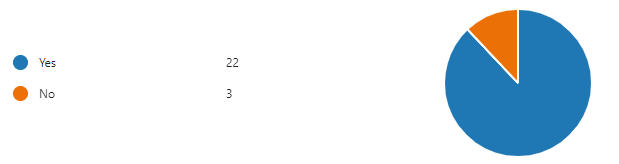 Yes 22
No 3